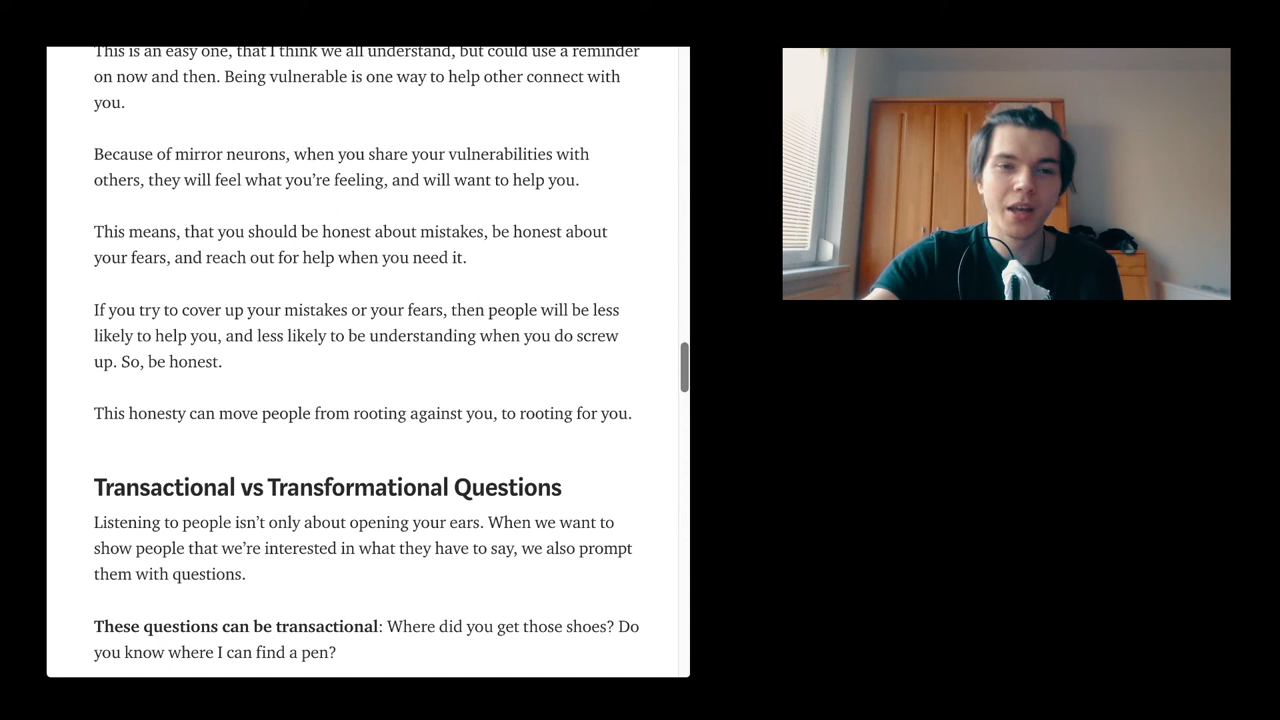 This is an easy one, that I think we all understand, but could use a reminder
on now and then. Being vulnerable is one way to help other connect with
you.
Because of mirror neurons, when you share your vulnerabilities with
others, they will feel what you’re feeling, and will want to help you.
This means, that you should be honest about mistakes, be honest about
your fears, and reach out for help when you need it.
If you try to cover up your mistakes or your fears, then people will be less
likely to help you, and less likely to be understanding when you do screw
up. So, be honest.
This honesty can move people from rooting against you, to rooting for you.
Transactional vs Transformational Questions
Listening to people isn’t only about opening your ears. When we want to
show people that we’re interested in what they have to say, we also prompt
them with questions.
These questions can be transactional: Where did you get those shoes? Do
you know where I can find a pen?